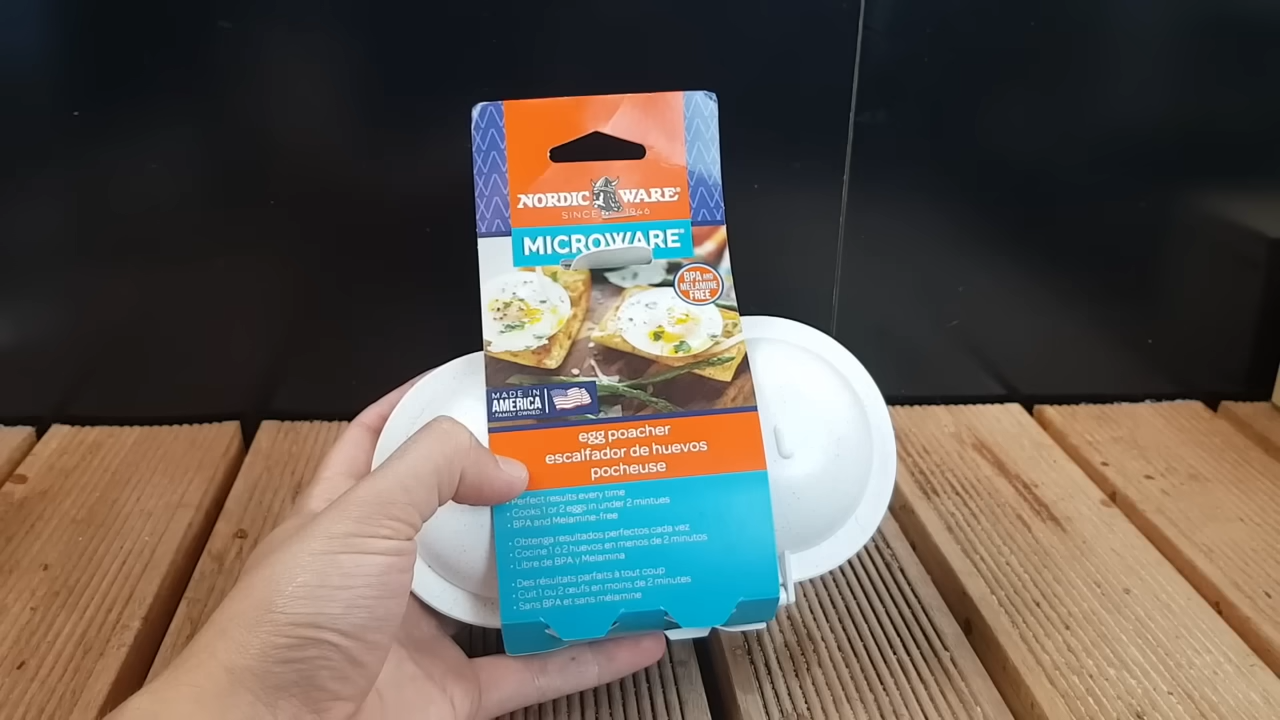 NORDIC WARE®
SINCE 1946
MICROWARE®
BPA AND
MELAMINE
FREE
MADE IN
AMERICA
FAMILY OWNED
egg poacher
escalfador de huevos
pocheuse
• Perfect results every time
• Cooks 1 or 2 eggs in under 2 mintues
• BPA and Melamine-free
• Obtenga resultados perfectos cada vez
• Cocine 1 ó 2 huevos en menos de 2 minutos
• Libre de BPA y Melamina
• Des résultats parfaits à tout coup
• Cuit 1 ou 2 œufs en moins de 2 minutes
• Sans BPA et sans mélamine